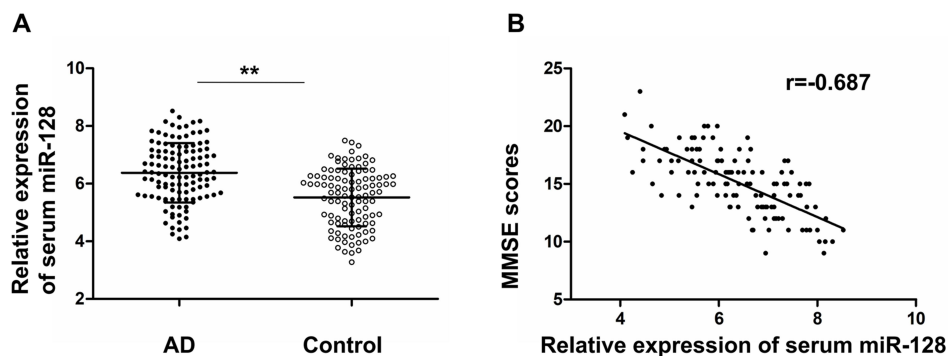 A
Relative expression
of serum miR-128
10
8
6
4
2
**
AD
Control
B
MMSE scores
25
20
15
10
5
r=-0.687
4
6
8
10
Relative expression of serum miR-128